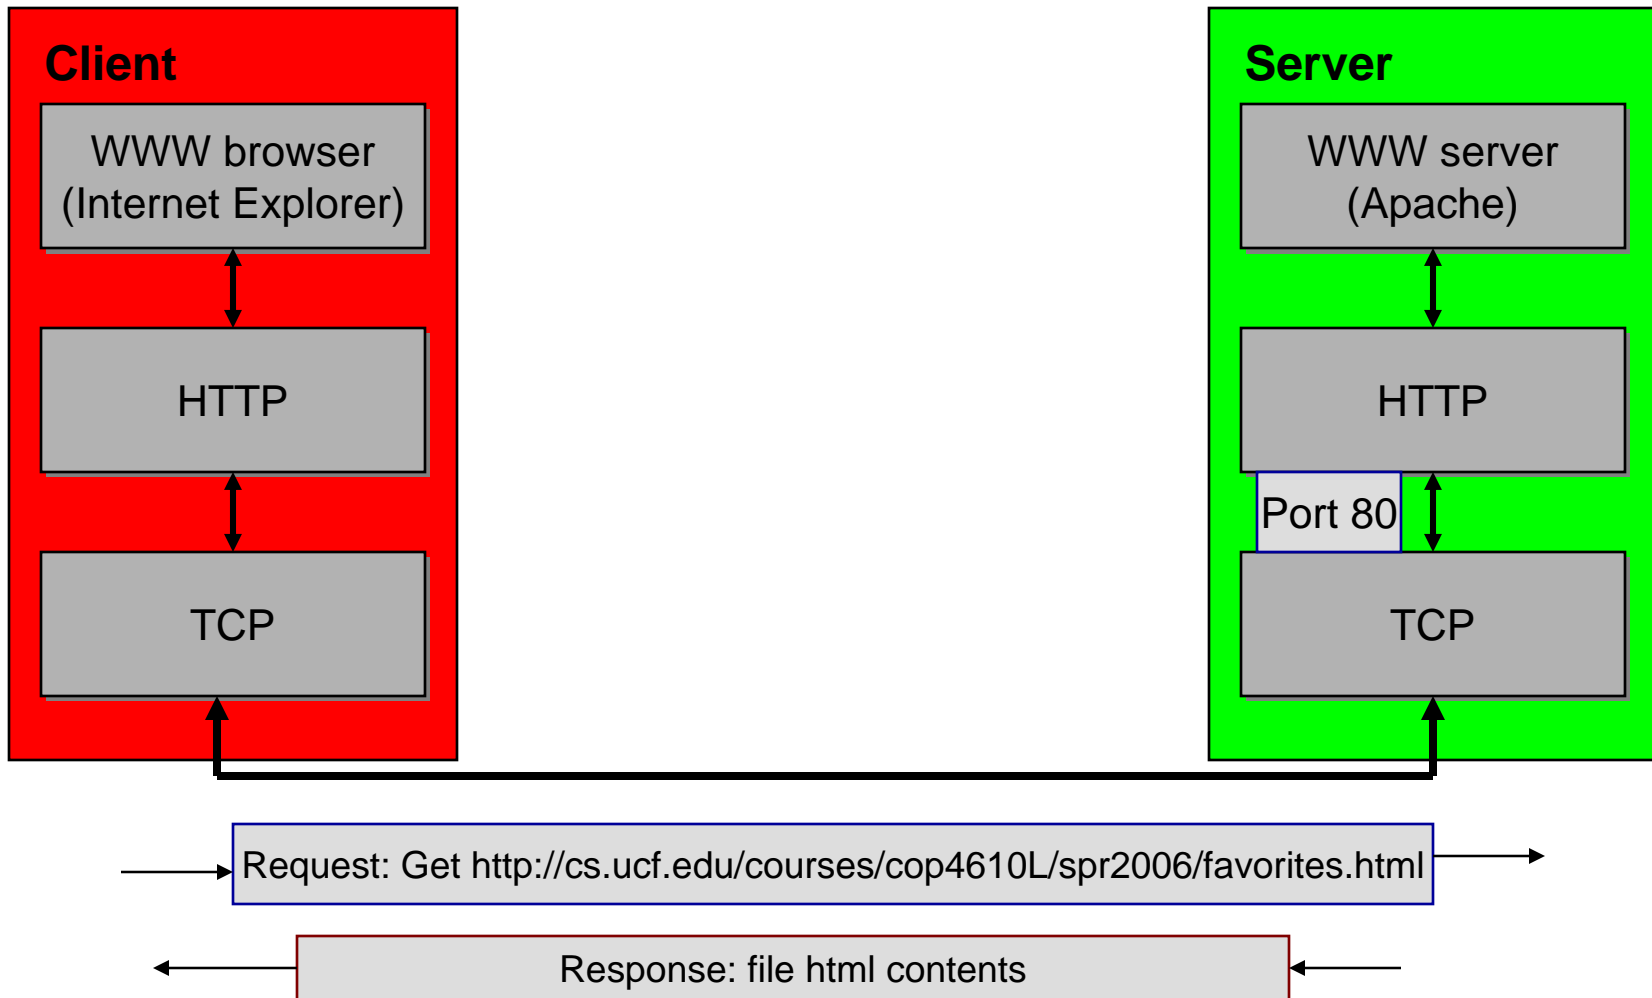 Client
WWW browser
(Internet Explorer)
HTTP
TCP
Server
WWW server
(Apache)
HTTP
Port 80
TCP
Request: Get http://cs.ucf.edu/courses/cop4610L/spr2006/favorites.html
Response: file html contents